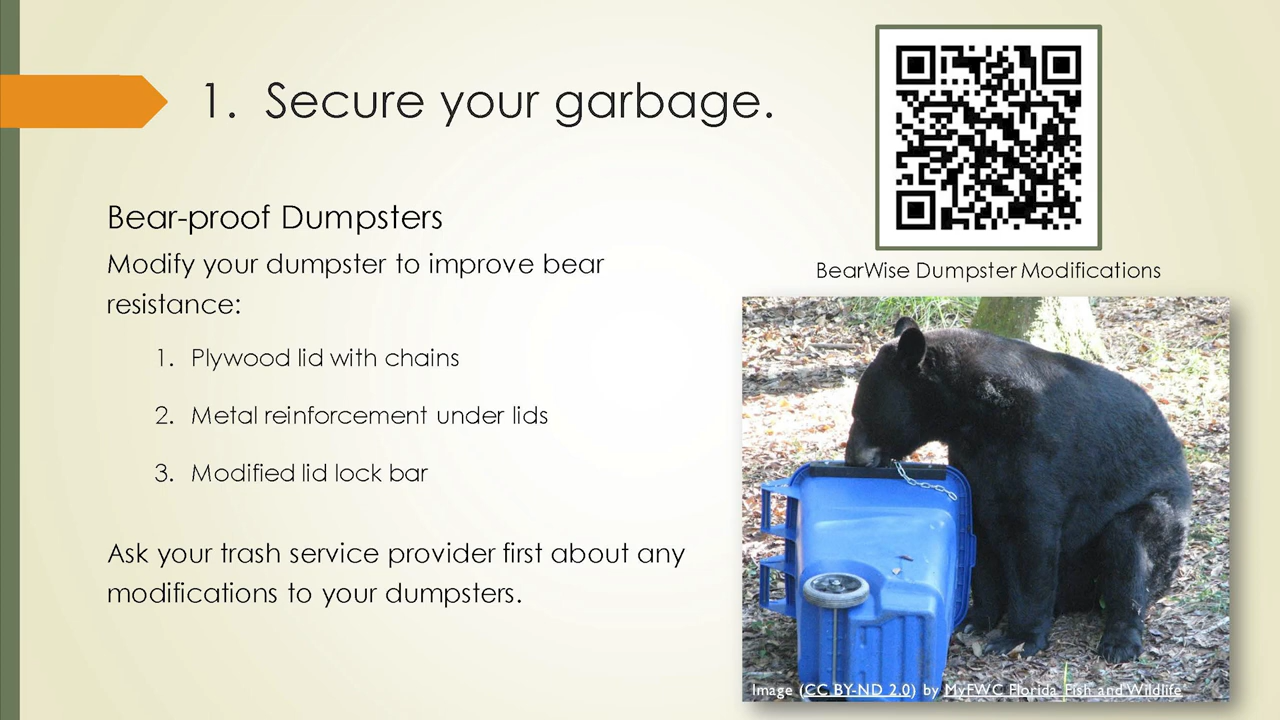 1. Secure your garbage.
Bear-proof Dumpsters
Modify your dumpster to improve bear
resistance:
1. Plywood lid with chains
2. Metal reinforcement under lids
3. Modified lid lock bar
Ask your trash service provider first about any
modifications to your dumpsters.
BearWise Dumpster Modifications
Image (CC BY-ND 2.0) by MyFWC Florida Fish and Wildlife